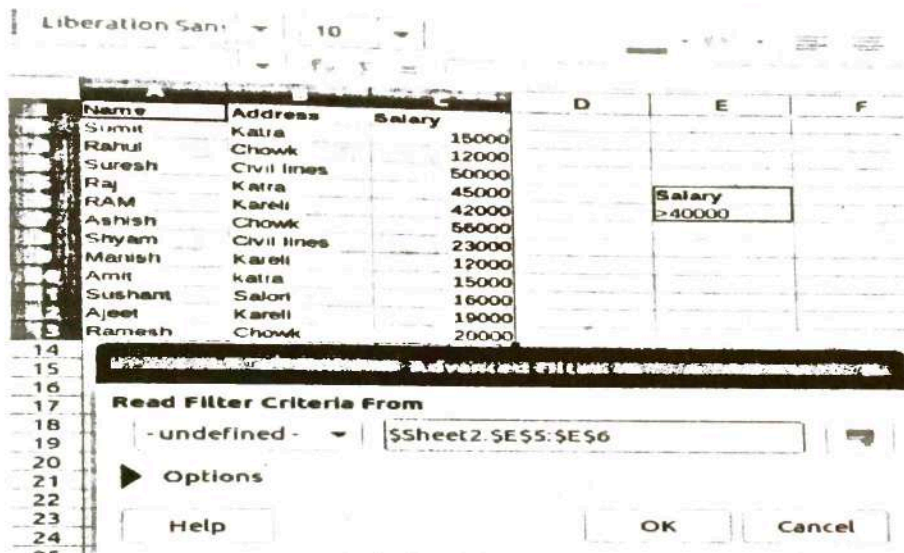 Liberation San 10
A B C D E F
Name Address Salary
Sumit Katra 15000
Rahul Chowk 12000
Suresh Civil lines 50000
Raj Katra 45000 Salary
RAM Kareli 42000 >40000
Ashish Chowk 56000
Shyam Civil lines 23000
Manish Kareli 12000
Amit katra 15000
Sushant Salori 16000
Ajeet Kareli 19000
Ramesh Chowk 20000
14
15 Advanced Filter
16
17 Read Filter Criteria From
18
19 - undefined - $Sheet2.$E$5:$E$6
20
21 Options
22
23 Help OK Cancel
24